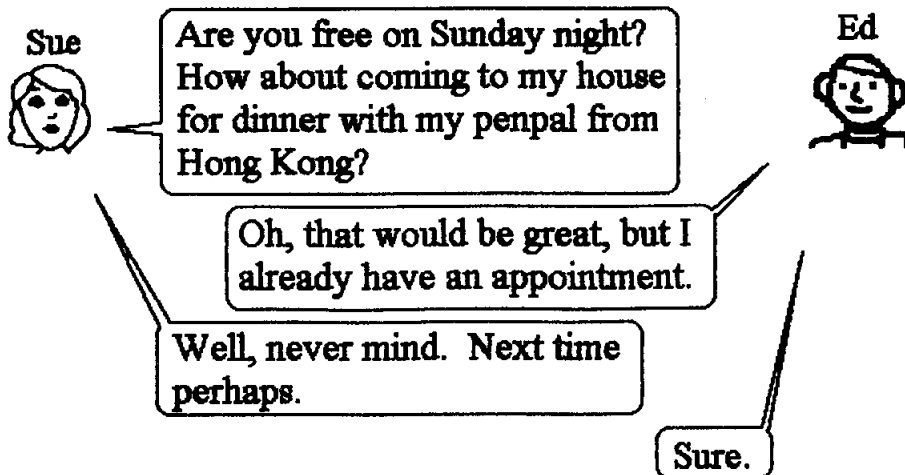 Sue
Ed
Are you free on Sunday night?
How about coming to my house
for dinner with my penpal from
Hong Kong?
Oh, that would be great, but I
already have an appointment.
Well, never mind. Next time
perhaps.
Sure.